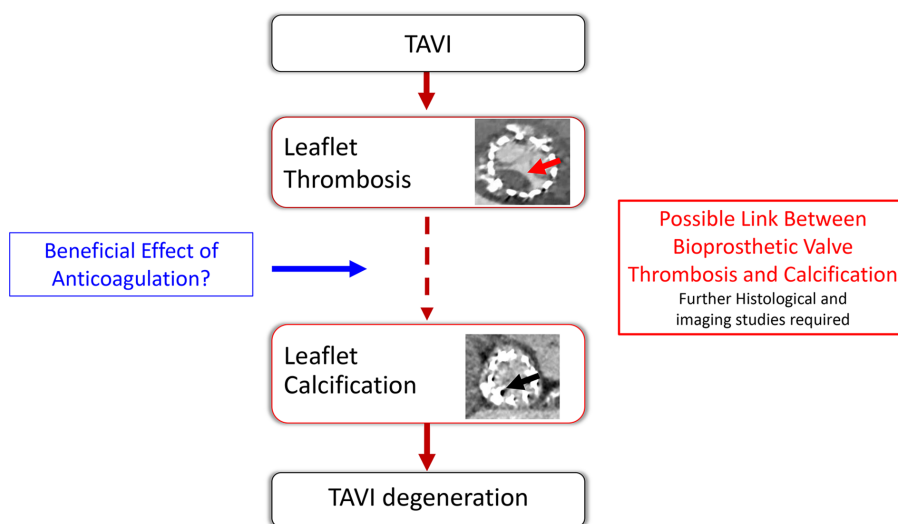 TAVI
Leaflet
Thrombosis
Beneficial Effect of
Anticoagulation?
Possible Link Between
Bioprosthetic Valve
Thrombosis and Calcification
Further Histological and
imaging studies required
Leaflet
Calcification
TAVI degeneration